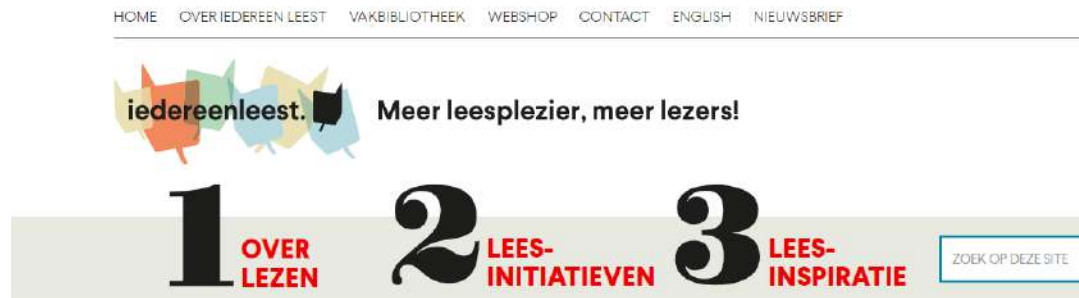 HOME OVER IEDEREEN LEEST VAKBIBLIOTHEEK WEBSHOP CONTACT ENGLISH NIEUWSBRIEF
iedereenleest. Meer leesplezier, meer lezers!
1 OVER LEZEN
2 LEES-INITIATIEVEN
3 LEES-INSPIRATIE
ZOEK OP DEZE SITE